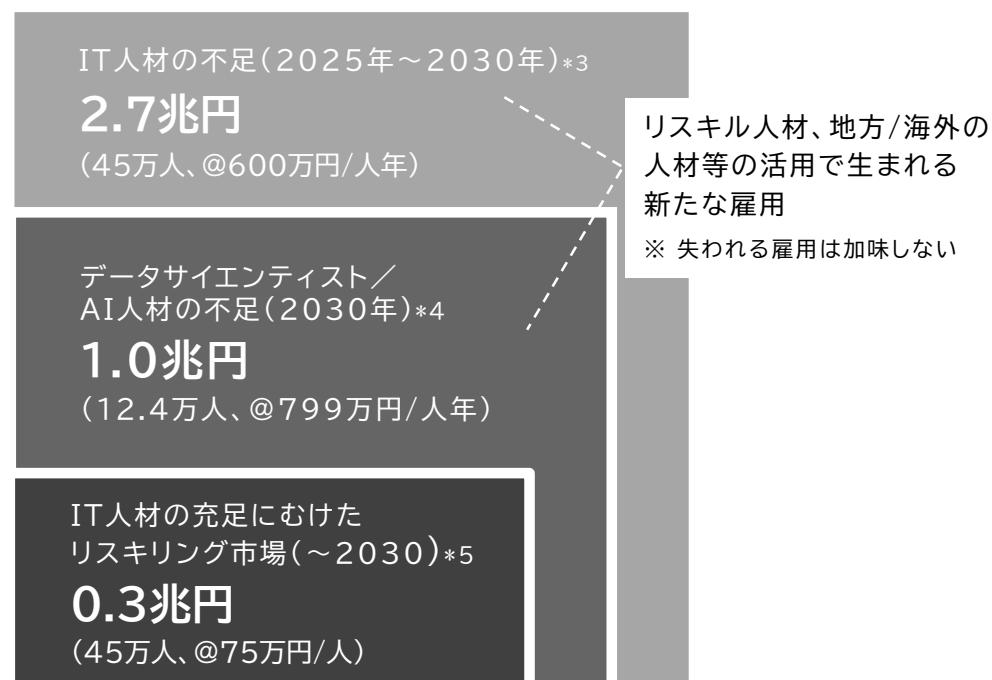 IT人材の不足（2025年～2030年）*3
2.7兆円
（45万人、@600万円/人年）
リスキル人材、地方/海外の
人材等の活用で生まれる
新たな雇用
※ 失われる雇用は加味しない
データサイエンティスト／
AI人材の不足（2030年）*4
1.0兆円
（12.4万人、@799万円/人年）
IT人材の充足にむけた
リスキリング市場（～2030）*5
0.3兆円
（45万人、@75万円/人）